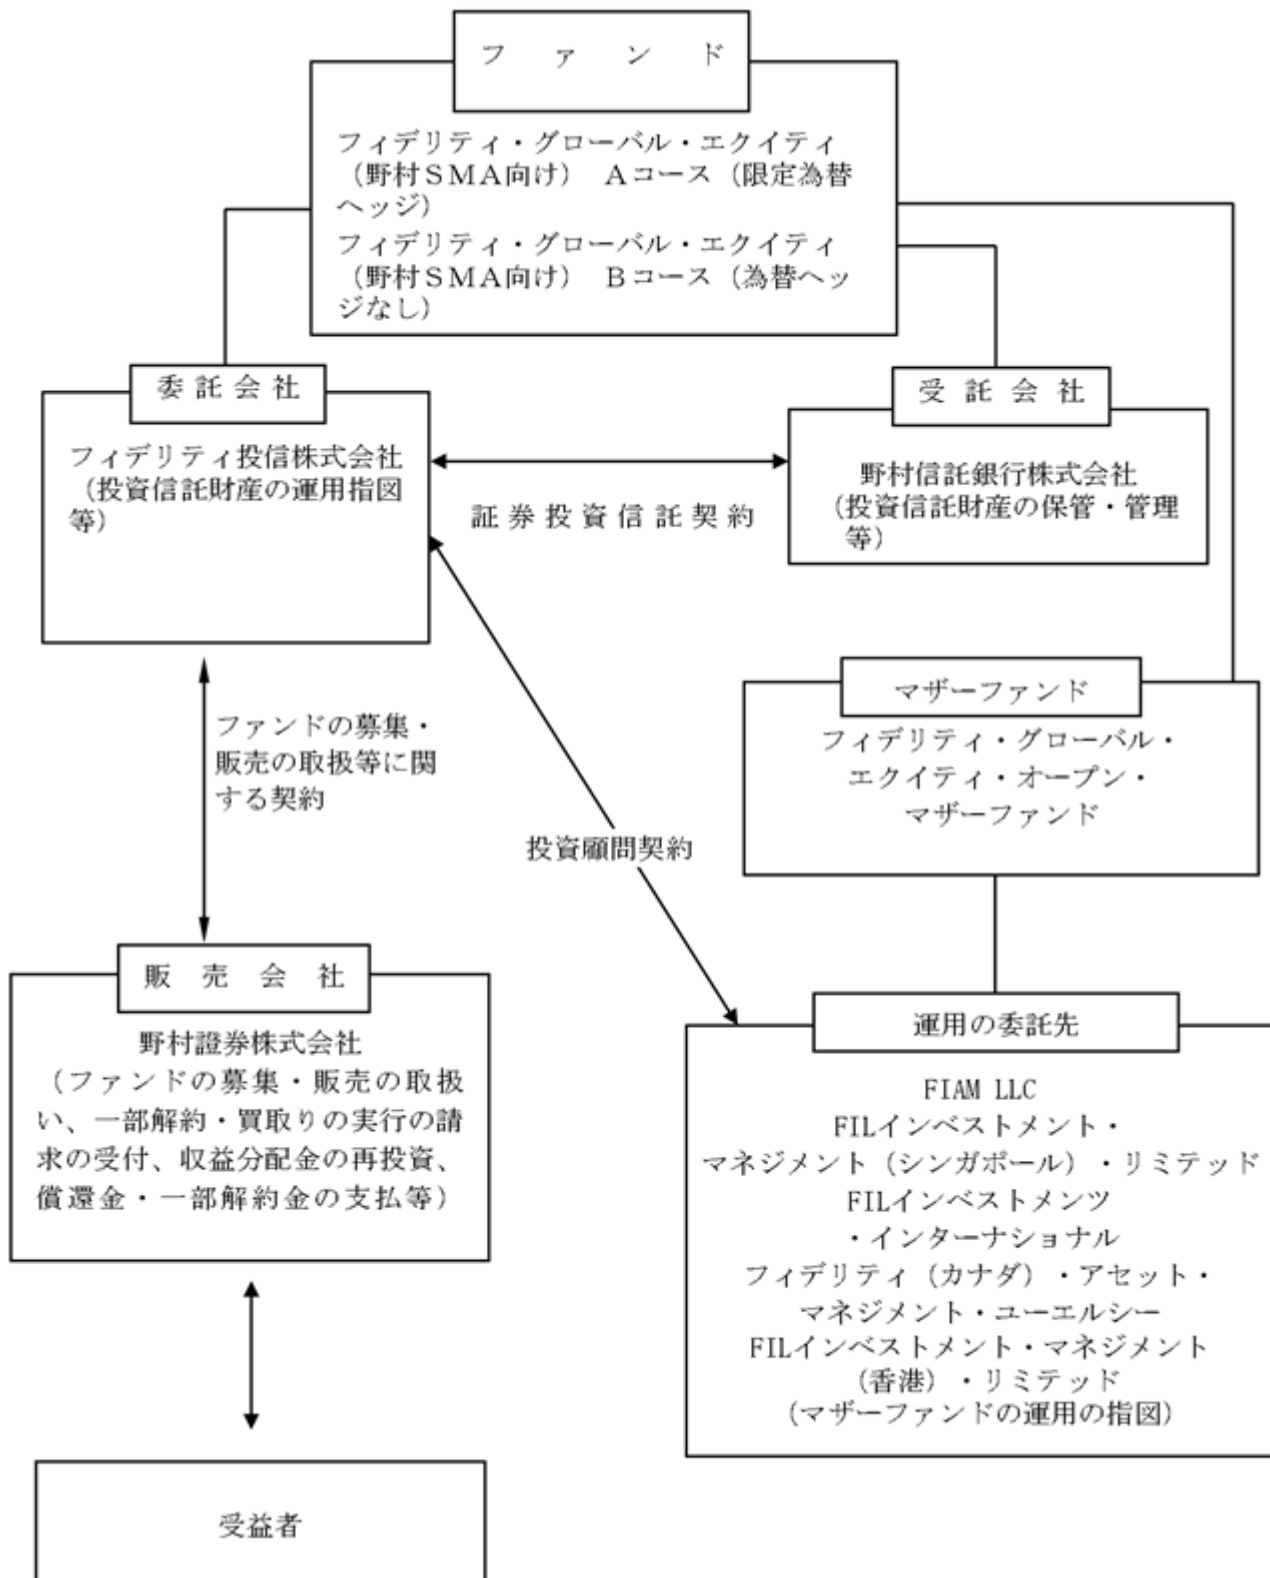 ファンド
フィデリティ・グローバル・エクイティ
（野村ＳＭＡ向け）　Ａコース（限定為替
ヘッジ）
フィデリティ・グローバル・エクイティ
（野村ＳＭＡ向け）　Ｂコース（為替ヘッ
ジなし）
委託会社
フィデリティ投信株式会社
（投資信託財産の運用指図
等）
証券投資信託契約
受託会社
野村信託銀行株式会社
（投資信託財産の保管・管理
等）
ファンドの募集・
販売の取扱等に関
する契約
投資顧問契約
マザーファンド
フィデリティ・グローバル・
エクイティ・オープン・
マザーファンド
販売会社
野村證券株式会社
（ファンドの募集・販売の取扱
い、一部解約・買取りの実行の請
求の受付、収益分配金の再投資、
償還金・一部解約金の支払等）
運用の委託先
FIAM LLC
FILインベストメント・
マネジメント（シンガポール）・リミテッド
FILインベストメンツ
・インターナショナル
フィデリティ（カナダ）・アセット・
マネジメント・ユーエルシー
FILインベストメント・マネジメント
（香港）・リミテッド
（マザーファンドの運用の指図）
受益者